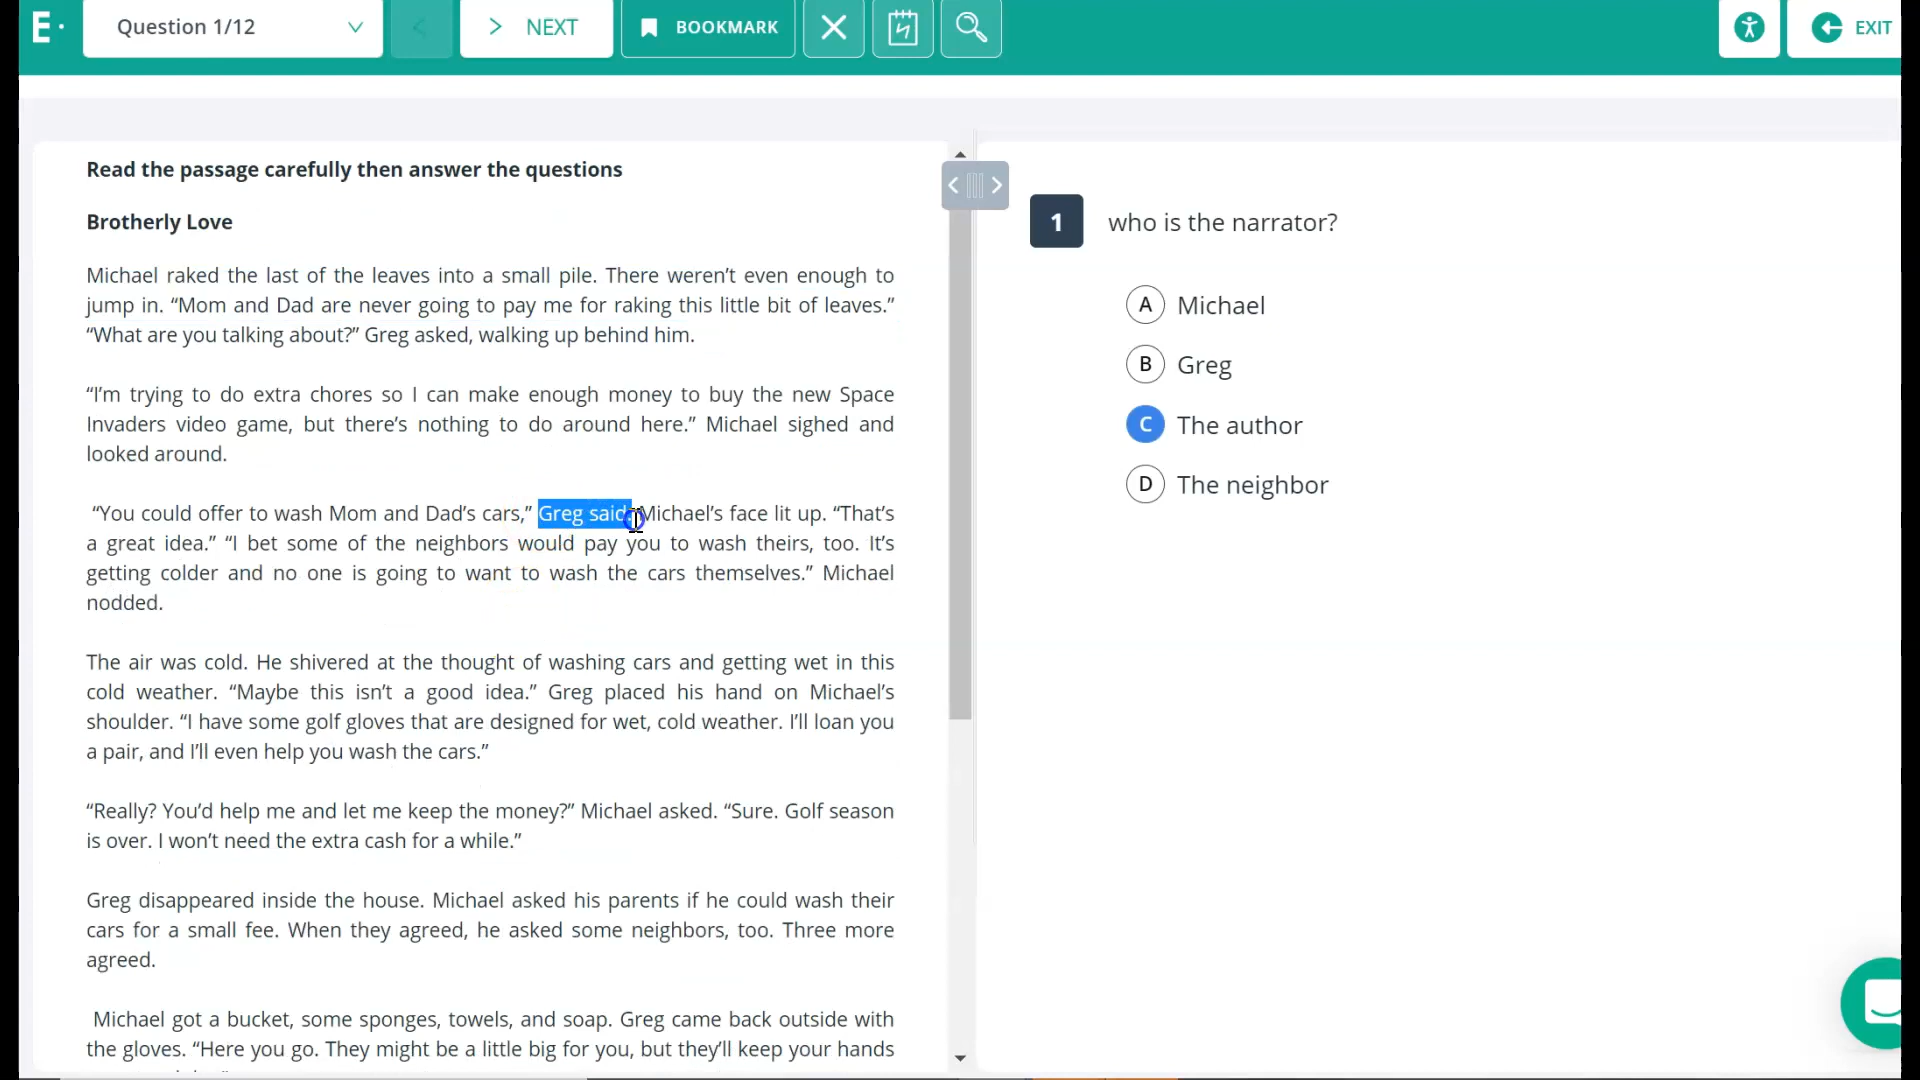 E·
Question 1/12
NEXT
BOOKMARK
EXIT
Read the passage carefully then answer the questions
Brotherly Love
Michael raked the last of the leaves into a small pile. There weren’t even enough to
jump in. “Mom and Dad are never going to pay me for raking this little bit of leaves.”
“What are you talking about?” Greg asked, walking up behind him.
“I’m trying to do extra chores so I can make enough money to buy the new Space
Invaders video game, but there’s nothing to do around here.” Michael sighed and
looked around.
“You could offer to wash Mom and Dad’s cars,” Greg said. Michael’s face lit up. “That’s
a great idea.” “I bet some of the neighbors would pay you to wash theirs, too. It’s
getting colder and no one is going to want to wash the cars themselves.” Michael
nodded.
The air was cold. He shivered at the thought of washing cars and getting wet in this
cold weather. “Maybe this isn’t a good idea.” Greg placed his hand on Michael’s
shoulder. “I have some golf gloves that are designed for wet, cold weather. I’ll loan you
a pair, and I’ll even help you wash the cars.”
“Really? You’d help me and let me keep the money?” Michael asked. “Sure. Golf season
is over. I won’t need the extra cash for a while.”
Greg disappeared inside the house. Michael asked his parents if he could wash their
cars for a small fee. When they agreed, he asked some neighbors, too. Three more
agreed.
Michael got a bucket, some sponges, towels, and soap. Greg came back outside with
the gloves. “Here you go. They might be a little big for you, but they’ll keep your hands
1 who is the narrator?
A Michael
B Greg
C The author
D The neighbor